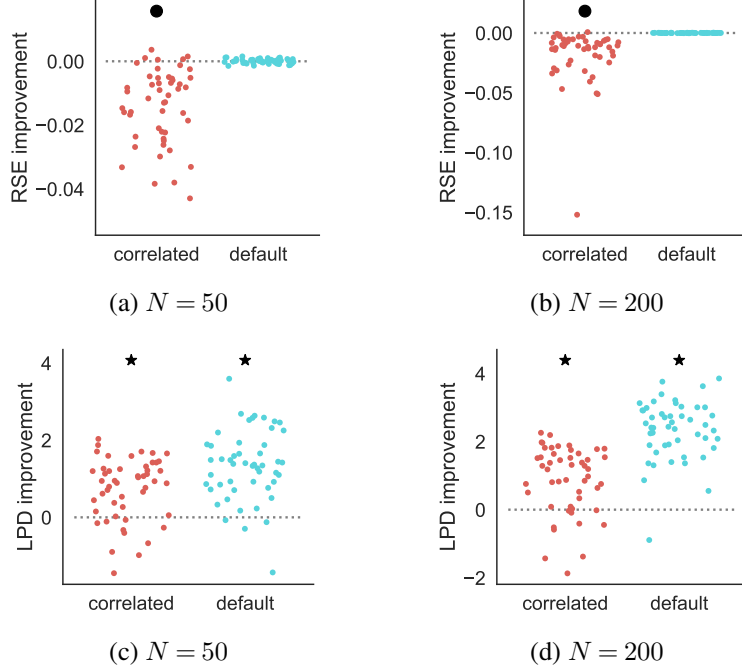 0.00
−0.02
−0.04
RSE improvement
correlated default
(a) N = 50
0.00
−0.05
−0.10
−0.15
RSE improvement
correlated default
(b) N = 200
4
2
0
LPD improvement
correlated default
(c) N = 50
4
2
0
−2
LPD improvement
correlated default
(d) N = 200